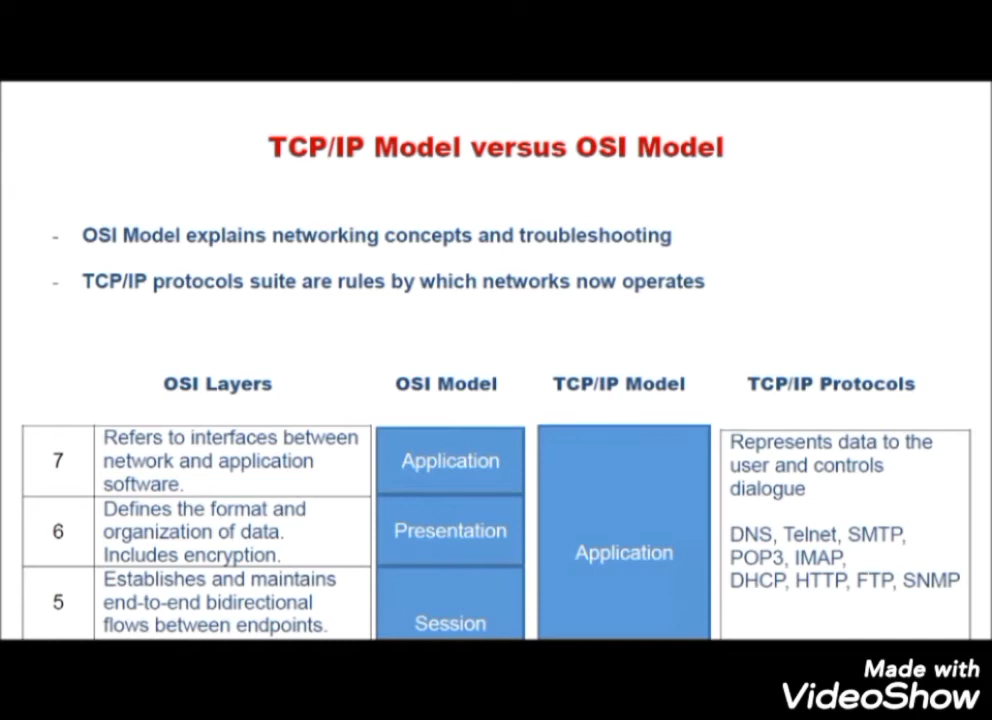 TCP/IP Model versus OSI Model
- OSI Model explains networking concepts and troubleshooting
- TCP/IP protocols suite are rules by which networks now operates
OSI Layers
OSI Model
TCP/IP Model
TCP/IP Protocols
7
Refers to interfaces between
network and application
software.
Application
6
Defines the format and
organization of data.
Includes encryption.
Presentation
5
Establishes and maintains
end-to-end bidirectional
flows between endpoints.
Session
Application
Represents data to the
user and controls
dialogue
DNS, Telnet, SMTP,
POP3, IMAP,
DHCP, HTTP, FTP, SNMP
Made with
VideoShow